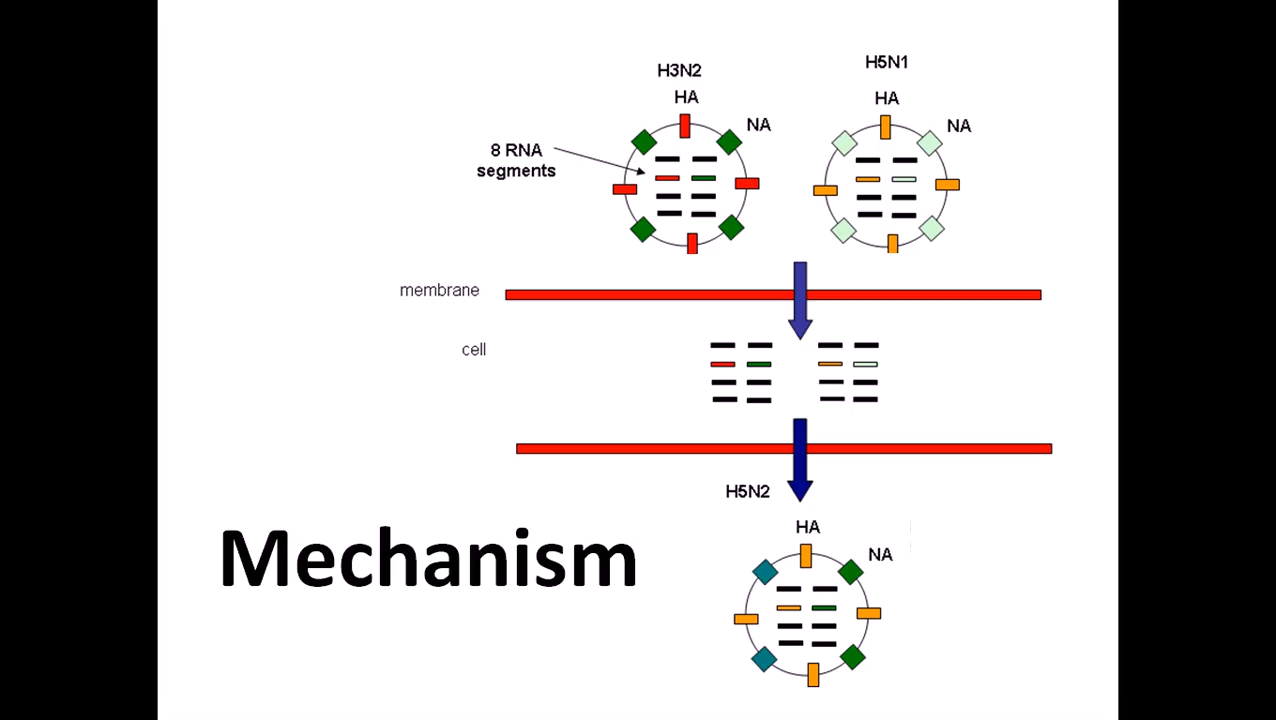 H3N2
HA
NA
8 RNA
segments
H5N1
HA
NA
membrane
cell
H5N2
HA
NA
Mechanism